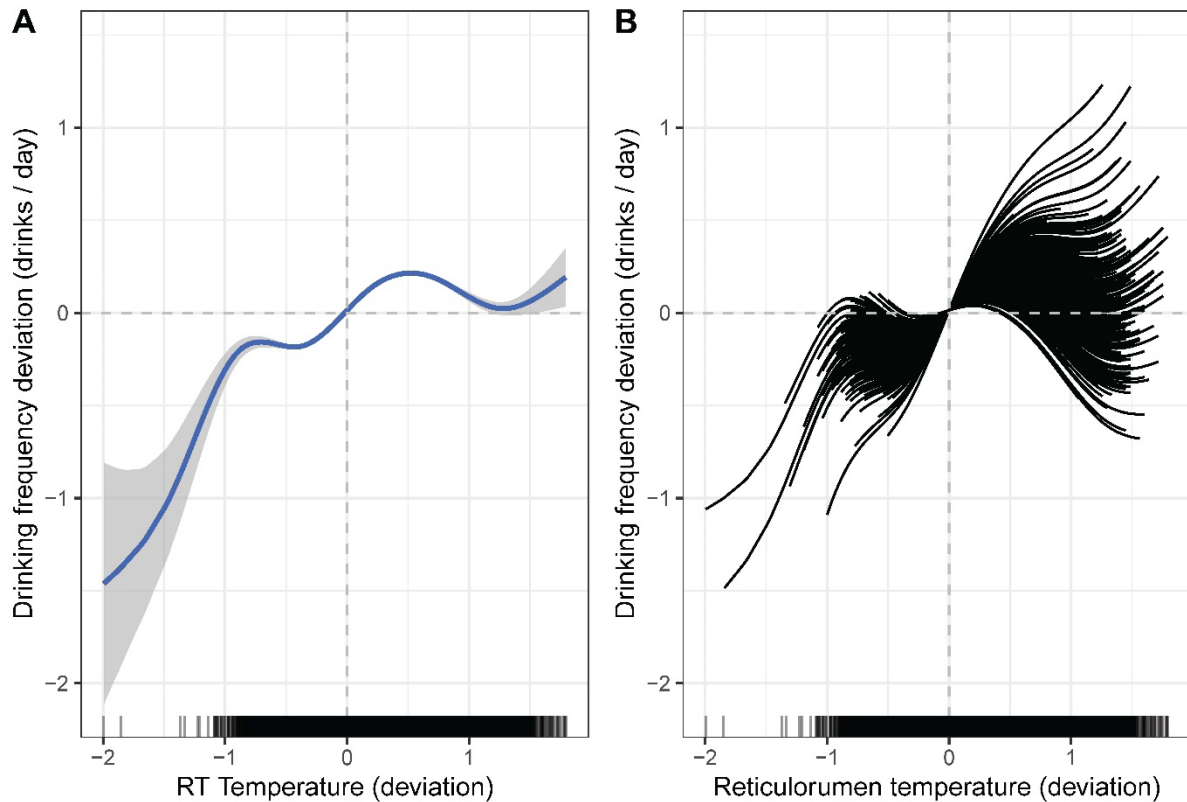 A
Drinking frequency deviation (drinks / day)
1
0
−1
−2
−2
−1
0
1
RT Temperature (deviation)
B
Drinking frequency deviation (drinks / day)
1
0
−1
−2
−2
−1
0
1
Reticulorumen temperature (deviation)